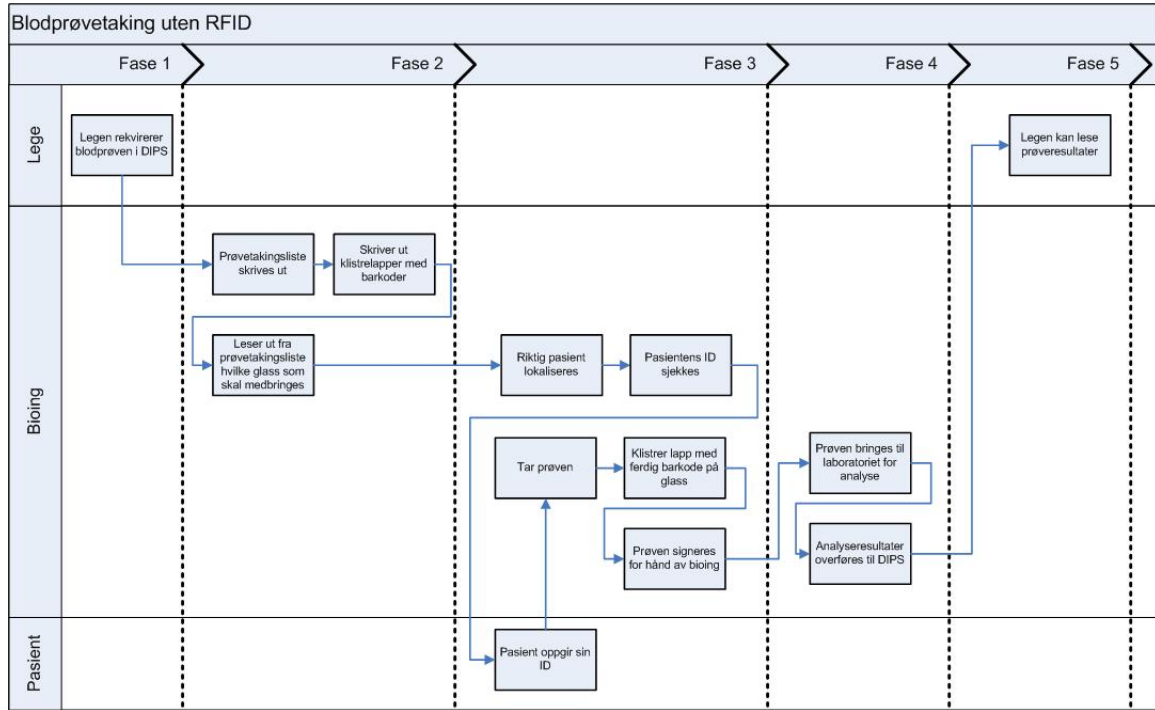 Blodprøvetaking uten RFID
Fase 1
Fase 2
Fase 3
Fase 4
Fase 5
Lege
Legen rekvirerer
blodprøven i DIPS
Legen kan lese
prøveresultater
Bioing
Prøvetakingsliste
skrives ut
Skriver ut
klistrelapper med
barkoder
Leser ut fra
prøvetakingsliste
hvilke glass som
skal medbringes
Riktig pasient
lokaliseres
Pasientens ID
sjekkes
Tar prøven
Klistrer lapp med
ferdig barkode på
glass
Prøven signeres
for hånd av bioing
Prøven bringes til
laboratoriet for
analyse
Analyseresultater
overføres til DIPS
Pasient
Pasient oppgir sin
ID